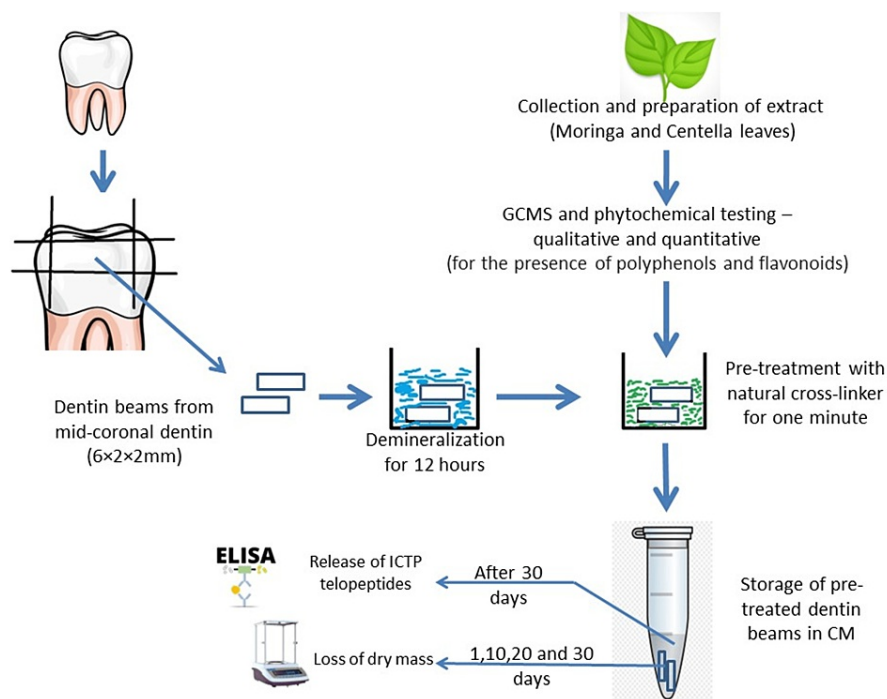 Collection and preparation of extract
(Moringa and Centella leaves)
GCMS and phytochemical testing –
qualitative and quantitative
(for the presence of polyphenols and flavonoids)
Dentin beams from
mid-coronal dentin
(6×2×2mm)
Demineralization
for 12 hours
Pre-treatment with
natural cross-linker
for one minute
ELISA
Release of ICTP
telopeptides
After 30
days
Storage of pre-
treated dentin
beams in CM
Loss of dry mass
1,10,20 and 30
days